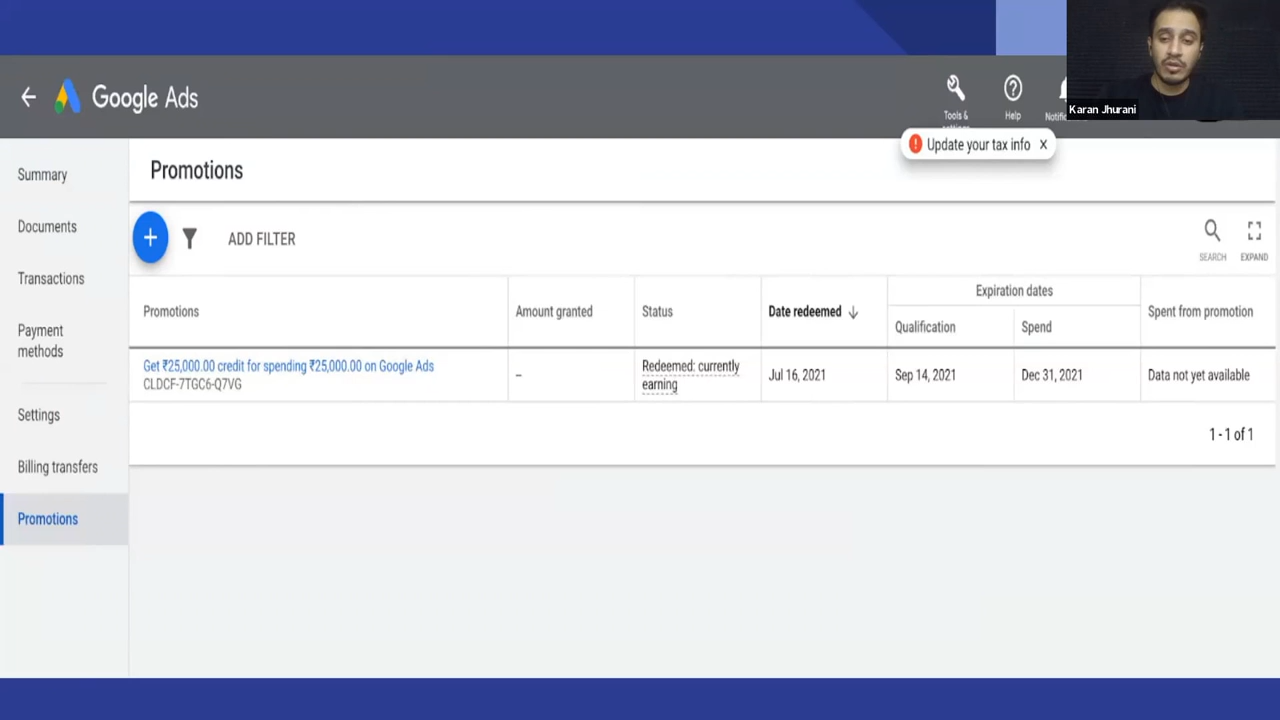 Google Ads
Tools &
Help
Karan Jhurani
Update your tax info
Summary
Documents
Transactions
Payment
methods
Settings
Billing transfers
Promotions
Promotions
ADD FILTER
SEARCH
EXPAND
Promotions
Amount granted
Status
Date redeemed
Expiration dates
Qualification
Spend
Spent from promotion
Get ₹25,000.00 credit for spending ₹25,000.00 on Google Ads
CLDCF-7TGC6-Q7VG
–
Redeemed: currently
earning
Jul 16, 2021
Sep 14, 2021
Dec 31, 2021
Data not yet available
1 - 1 of 1